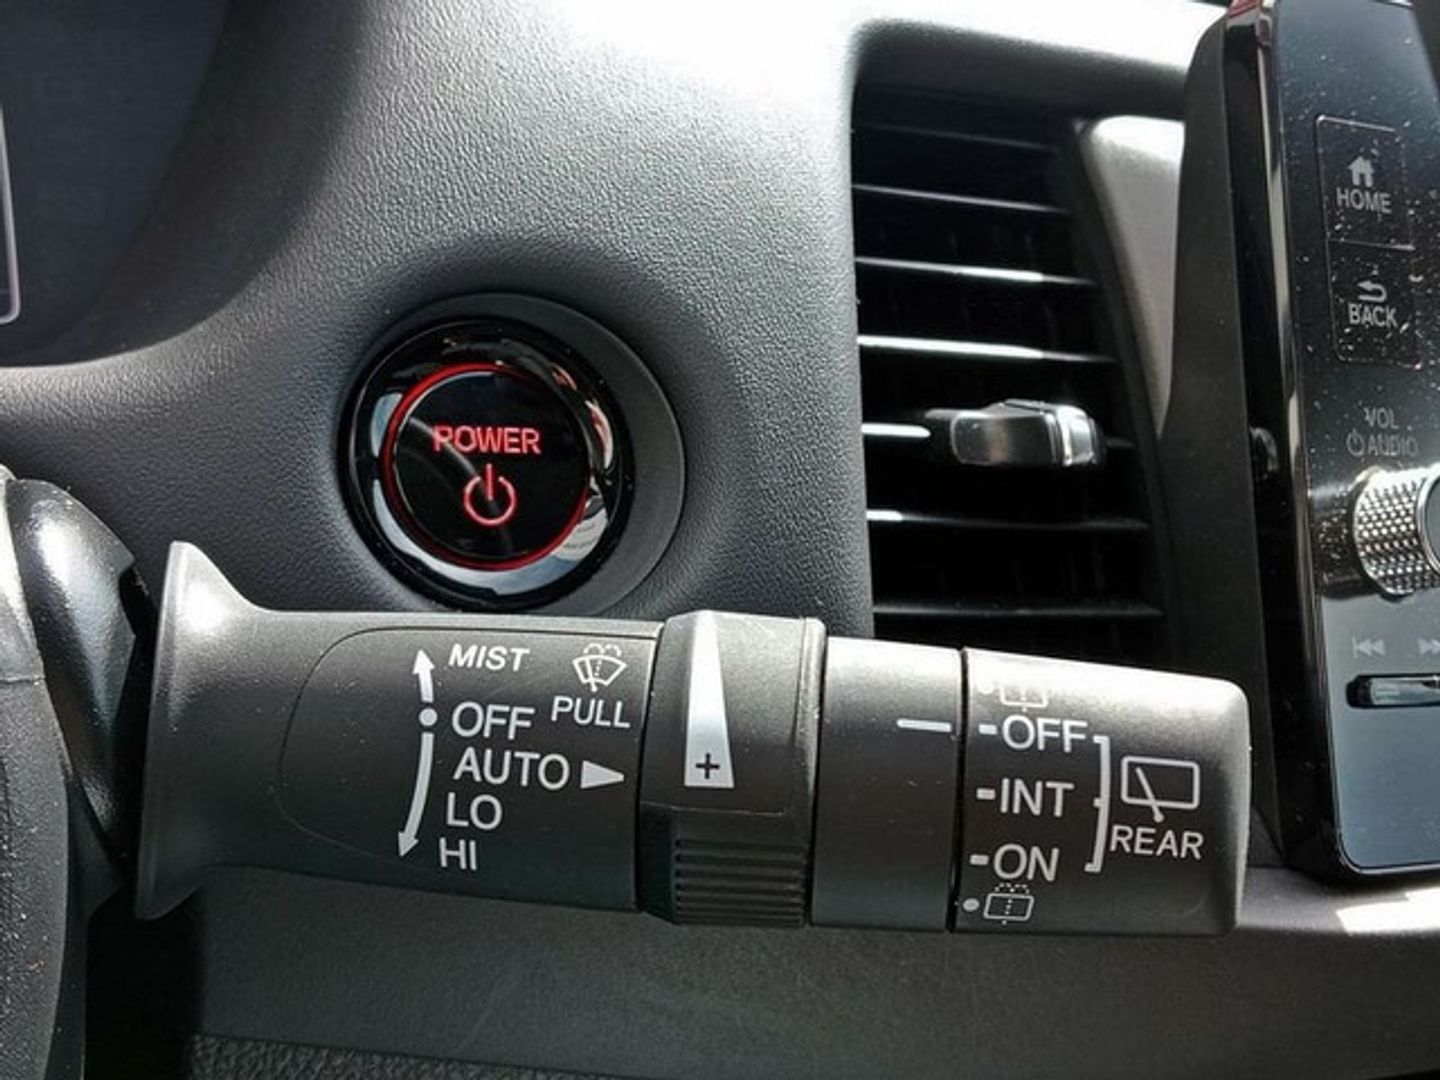 HOME
BACK
VOL
AUDIO
POWER
MIST
OFF
PULL
AUTO
LO
HI
+
OFF
INT
ON
REAR